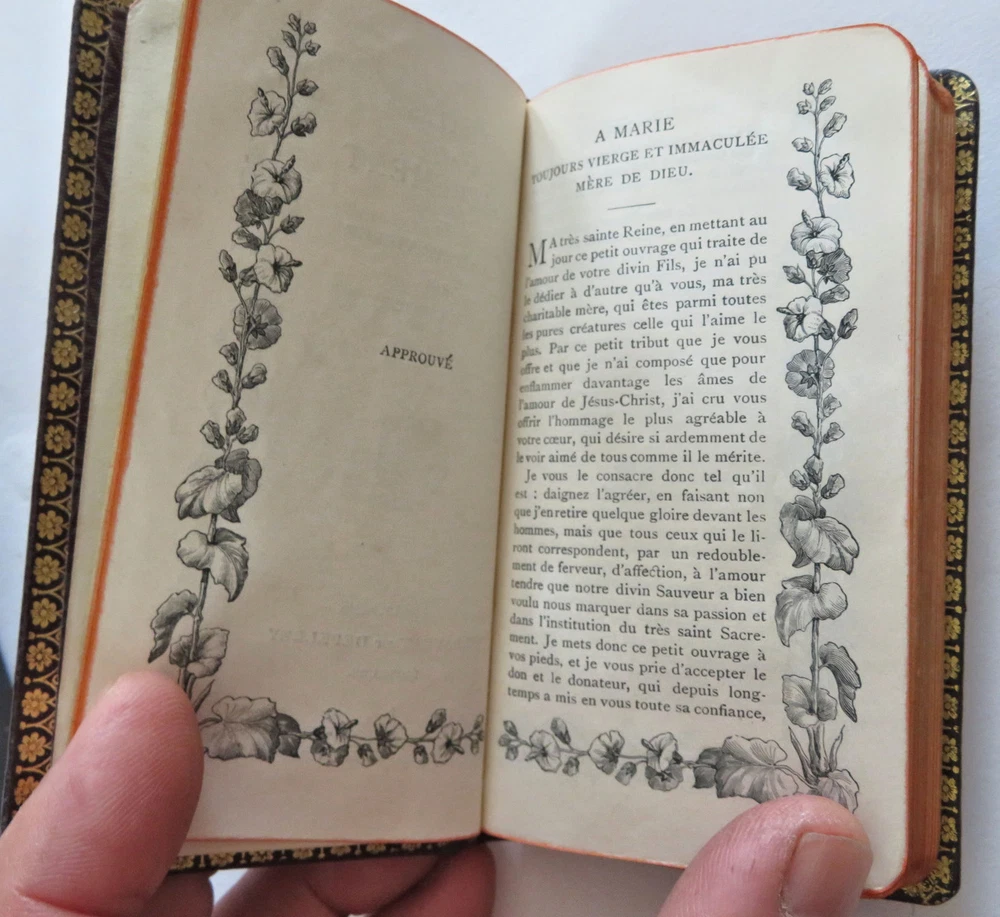 APPROUVÉ
A MARIE
TOUJOURS VIERGE ET IMMACULÉE
MÈRE DE DIEU.
MA très sainte Reine, en mettant au
jour ce petit ouvrage qui traite de
l'amour de votre divin Fils, je n'ai pu
le dédier à d'autre qu'à vous, ma très
charitable mère, qui êtes parmi toutes
les pures créatures celle qui l'aime le
plus. Par ce petit tribut que je vous
offre et que je n'ai composé que pour
enflammer davantage les âmes de
l'amour de Jésus-Christ, j'ai cru vous
offrir l'hommage le plus agréable à
votre cœur, qui désire si ardemment de
le voir aimé de tous comme il le mérite.
Je vous le consacre donc tel qu'il
est : daignez l'agréer, en faisant non
que j'en retire quelque gloire devant les
hommes, mais que tous ceux qui le li-
ront correspondent, par un redouble-
ment de ferveur, d'affection, à l'amour
tendre que notre divin Sauveur a bien
voulu nous marquer dans sa passion et
dans l'institution du très saint Sacre-
ment. Je mets donc ce petit ouvrage à
vos pieds, et je vous prie d'accepter le
don et le donateur, qui depuis long-
temps a mis en vous toute sa confiance,